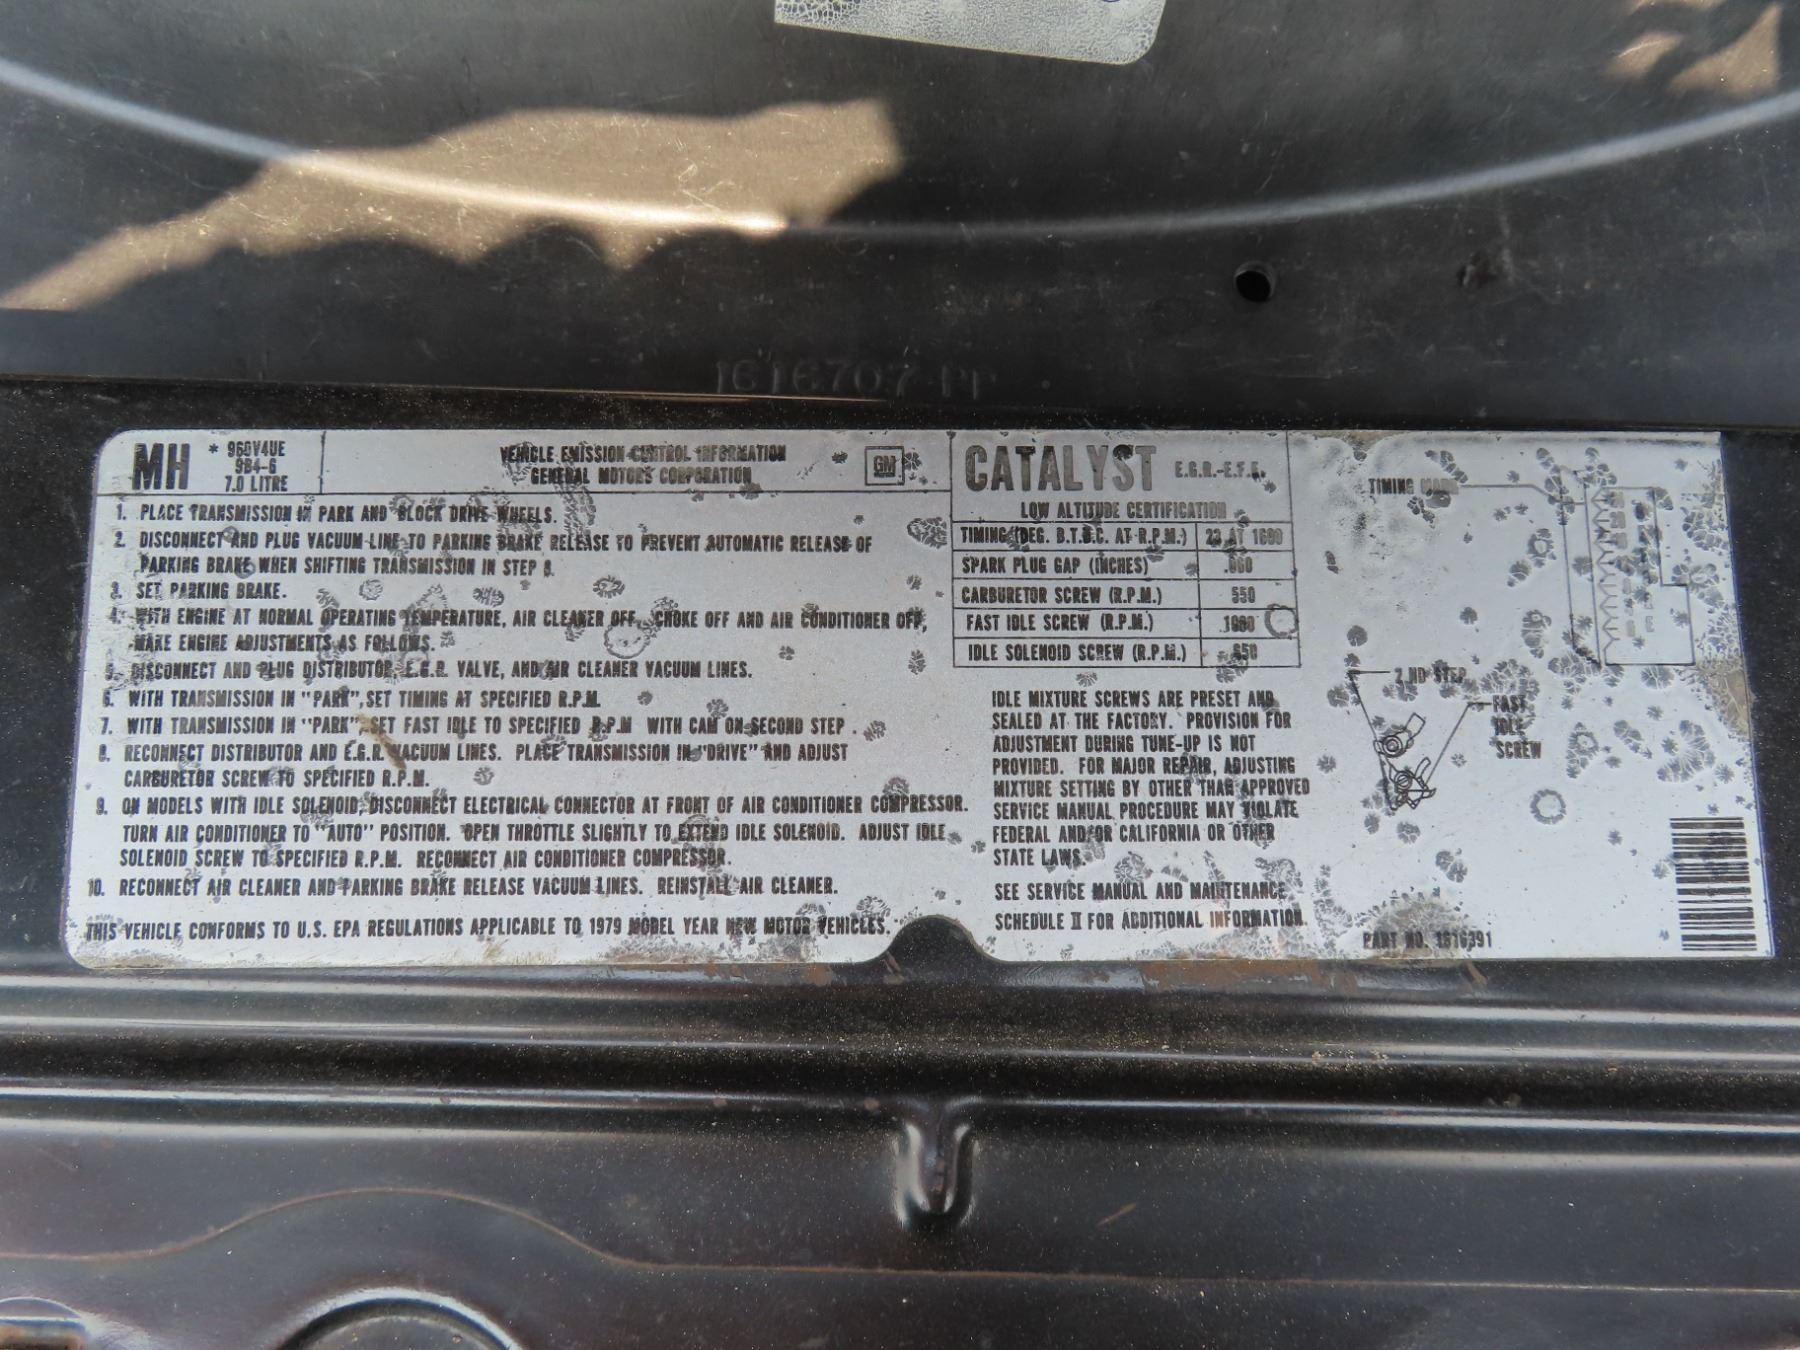 1616707 PP
MH * 960V4UE
9B4-6
7.0 LITRE
VEHICLE EMISSION CONTROL INFORMATION
GENERAL MOTORS CORPORATION
GM
1. PLACE TRANSMISSION IN PARK AND BLOCK DRIVE WHEELS.
2. DISCONNECT AND PLUG VACUUM LINE TO PARKING BRAKE RELEASE TO PREVENT AUTOMATIC RELEASE OF
PARKING BRAKE WHEN SHIFTING TRANSMISSION IN STEP 8.
3. SET PARKING BRAKE.
4. WITH ENGINE AT NORMAL OPERATING TEMPERATURE, AIR CLEANER OFF, CHOKE OFF AND AIR CONDITIONER OFF,
MAKE ENGINE ADJUSTMENTS AS FOLLOWS.
5. DISCONNECT AND PLUG DISTRIBUTOR, E.G.R. VALVE, AND AIR CLEANER VACUUM LINES.
6. WITH TRANSMISSION IN "PARK", SET TIMING AT SPECIFIED R.P.M.
7. WITH TRANSMISSION IN "PARK", SET FAST IDLE TO SPECIFIED R.P.M WITH CAM ON SECOND STEP.
8. RECONNECT DISTRIBUTOR AND E.G.R. VACUUM LINES. PLACE TRANSMISSION IN "DRIVE" AND ADJUST
CARBURETOR SCREW TO SPECIFIED R.P.M.
9. ON MODELS WITH IDLE SOLENOID, DISCONNECT ELECTRICAL CONNECTOR AT FRONT OF AIR CONDITIONER COMPRESSOR.
TURN AIR CONDITIONER TO "AUTO" POSITION. OPEN THROTTLE SLIGHTLY TO EXTEND IDLE SOLENOID. ADJUST IDLE
SOLENOID SCREW TO SPECIFIED R.P.M. RECONNECT AIR CONDITIONER COMPRESSOR.
10. RECONNECT AIR CLEANER AND PARKING BRAKE RELEASE VACUUM LINES. REINSTALL AIR CLEANER.
THIS VEHICLE CONFORMS TO U.S. EPA REGULATIONS APPLICABLE TO 1979 MODEL YEAR NEW MOTOR VEHICLES.
CATALYST E.G.R.-E.F.E.
LOW ALTITUDE CERTIFICATION
TIMING (DEG. B.T.D.C. AT R.P.M.) 23 AT 1600
SPARK PLUG GAP (INCHES) .060
CARBURETOR SCREW (R.P.M.) 550
FAST IDLE SCREW (R.P.M.)
IDLE SOLENOID SCREW (R.P.M.) 650
IDLE MIXTURE SCREWS ARE PRESET AND
SEALED AT THE FACTORY. PROVISION FOR
ADJUSTMENT DURING TUNE-UP IS NOT
PROVIDED. FOR MAJOR REPAIR, ADJUSTING
MIXTURE SETTING BY OTHER THAN APPROVED
SERVICE MANUAL PROCEDURE MAY VIOLATE
FEDERAL AND/OR CALIFORNIA OR OTHER
STATE LAWS.
SEE SERVICE MANUAL AND MAINTENANCE
SCHEDULE II FOR ADDITIONAL INFORMATION.
TIMING MARK
2 ND STEP
FAST
IDLE
SCREW
PART NO. 1616391